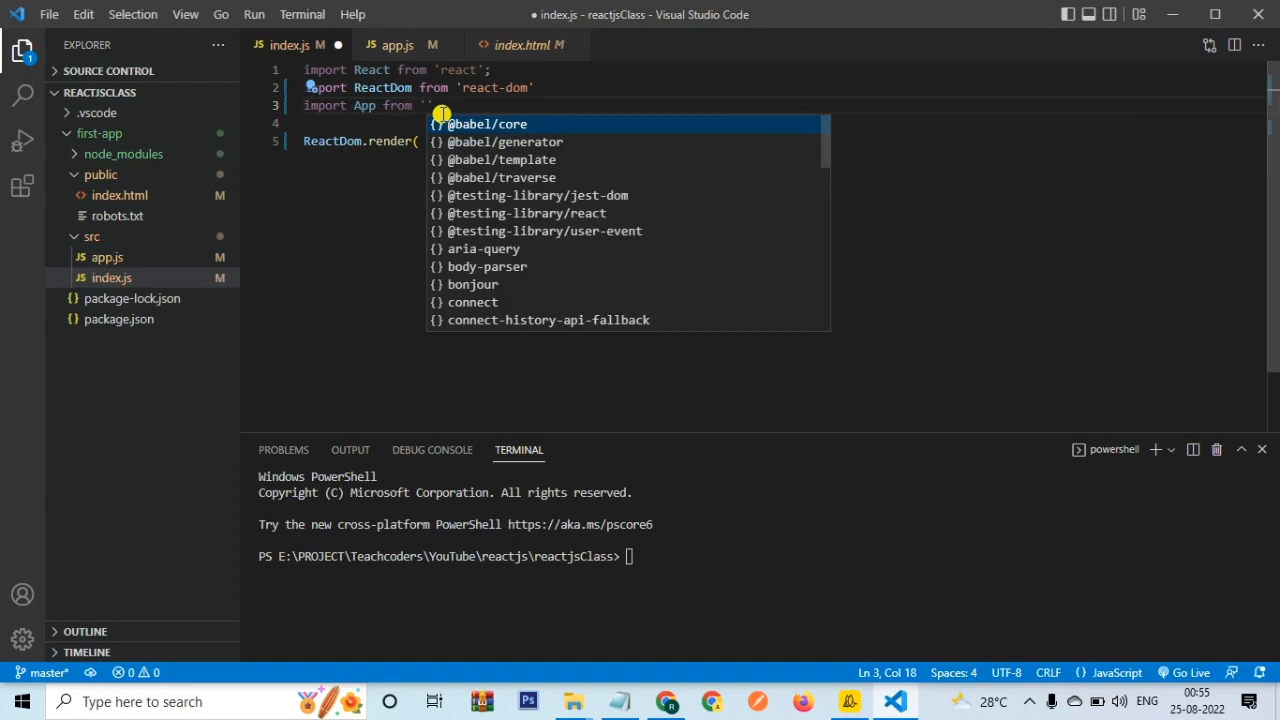 File Edit Selection View Go Run Terminal Help
● index.js - reactjsClass - Visual Studio Code
EXPLORER
1
SOURCE CONTROL
REACTJSCLASS
.vscode
first-app
node_modules
public
index.html M
robots.txt
src
app.js M
index.js M
package-lock.json
package.json
OUTLINE
TIMELINE
index.js M
app.js M
index.html M
1 import React from 'react';
2 import ReactDom from 'react-dom'
3 import App from ''
4
5 ReactDom.render(
@babel/core
@babel/generator
@babel/template
@babel/traverse
@testing-library/jest-dom
@testing-library/react
@testing-library/user-event
aria-query
body-parser
bonjour
connect
connect-history-api-fallback
PROBLEMS OUTPUT DEBUG CONSOLE TERMINAL
powershell
Windows PowerShell
Copyright (C) Microsoft Corporation. All rights reserved.
Try the new cross-platform PowerShell https://aka.ms/pscore6
PS E:\PROJECT\Teachcoders\YouTube\reactjs\reactjsClass>
master* 0 0
Ln 3, Col 18 Spaces: 4 UTF-8 CRLF {} JavaScript Go Live
Type here to search
Ps
28°C
ENG
00:55
25-08-2022